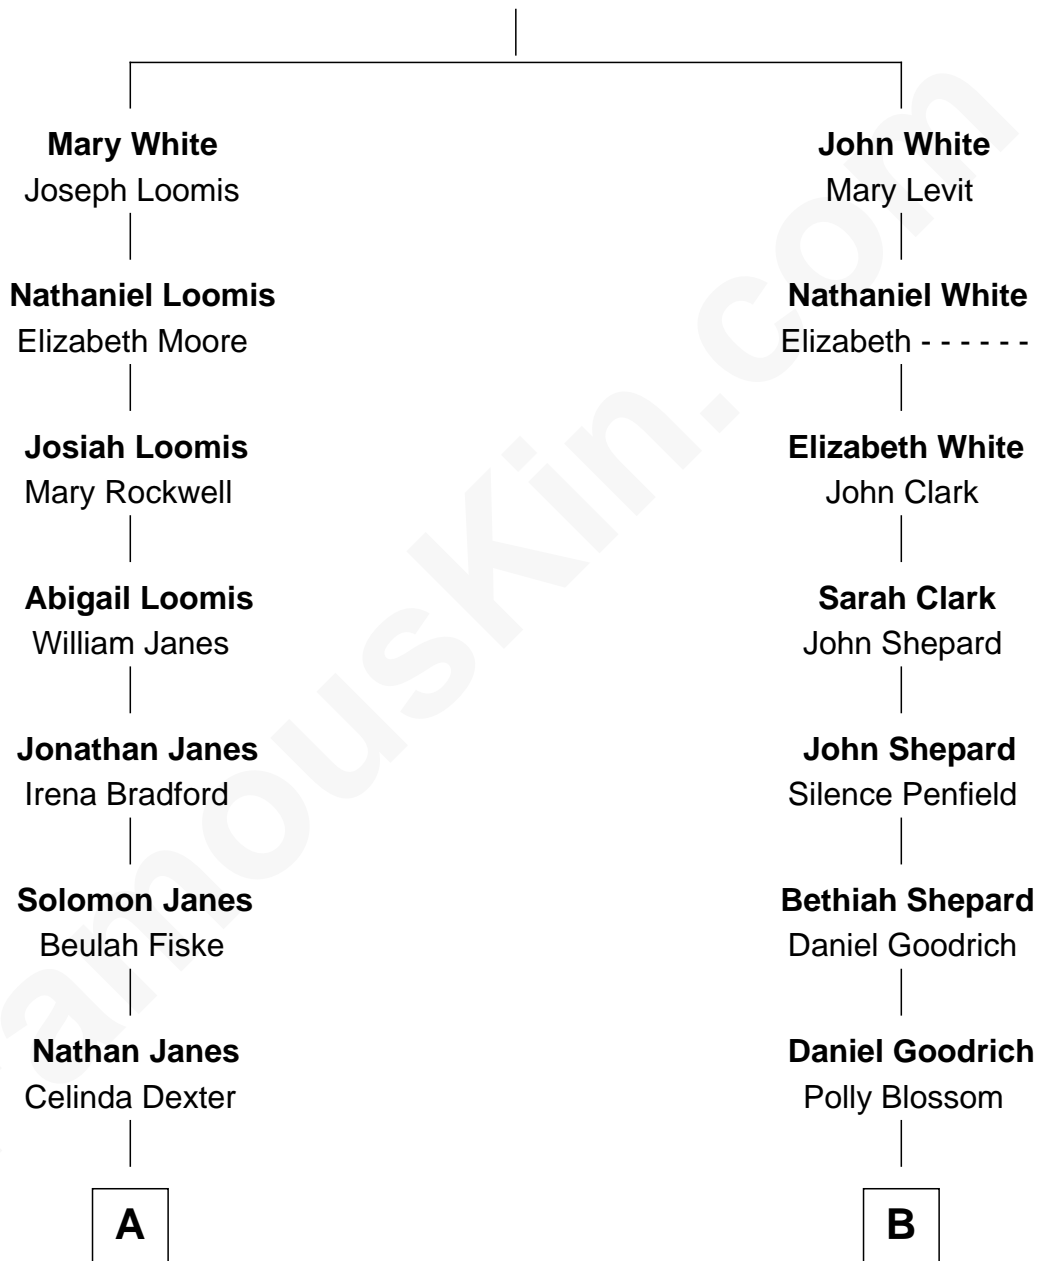 Mary White
Joseph Loomis
Nathaniel Loomis
Elizabeth Moore
Josiah Loomis
Mary Rockwell
Abigail Loomis
William Janes
Jonathan Janes
Irena Bradford
Solomon Janes
Beulah Fiske
Nathan Janes
Celinda Dexter
A
John White
Mary Levit
Nathaniel White
Elizabeth - - - - - -
Elizabeth White
John Clark
Sarah Clark
John Shepard
John Shepard
Silence Penfield
Bethiah Shepard
Daniel Goodrich
Daniel Goodrich
Polly Blossom
B
amouskin.com